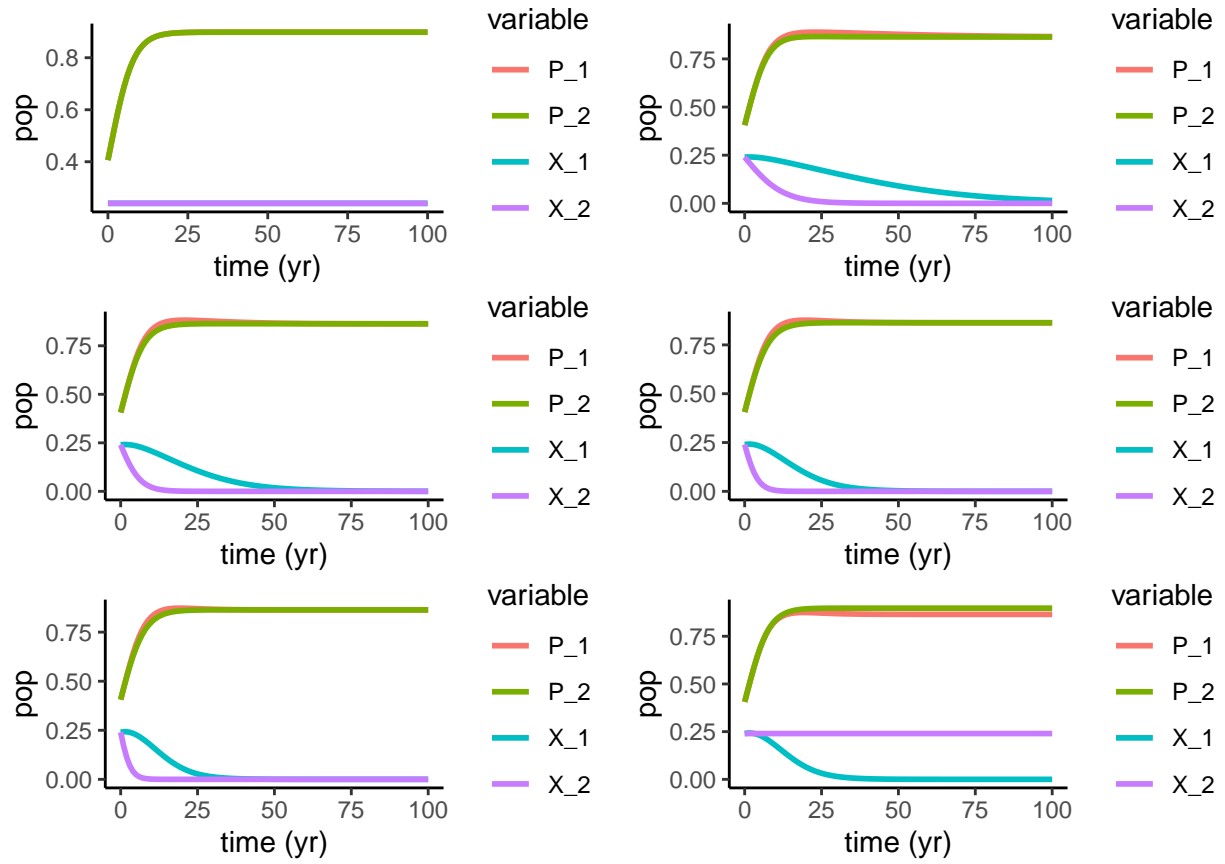 variable
pop
0.8
0.6
0.4
P_1
P_2
X_1
X_2
0 25 50 75 100
time (yr)
variable
pop
0.75
0.50
0.25
0.00
P_1
P_2
X_1
X_2
0 25 50 75 100
time (yr)
variable
pop
0.75
0.50
0.25
0.00
P_1
P_2
X_1
X_2
0 25 50 75 100
time (yr)
variable
pop
0.75
0.50
0.25
0.00
P_1
P_2
X_1
X_2
0 25 50 75 100
time (yr)
variable
pop
0.75
0.50
0.25
0.00
P_1
P_2
X_1
X_2
0 25 50 75 100
time (yr)
variable
pop
0.75
0.50
0.25
0.00
P_1
P_2
X_1
X_2
0 25 50 75 100
time (yr)